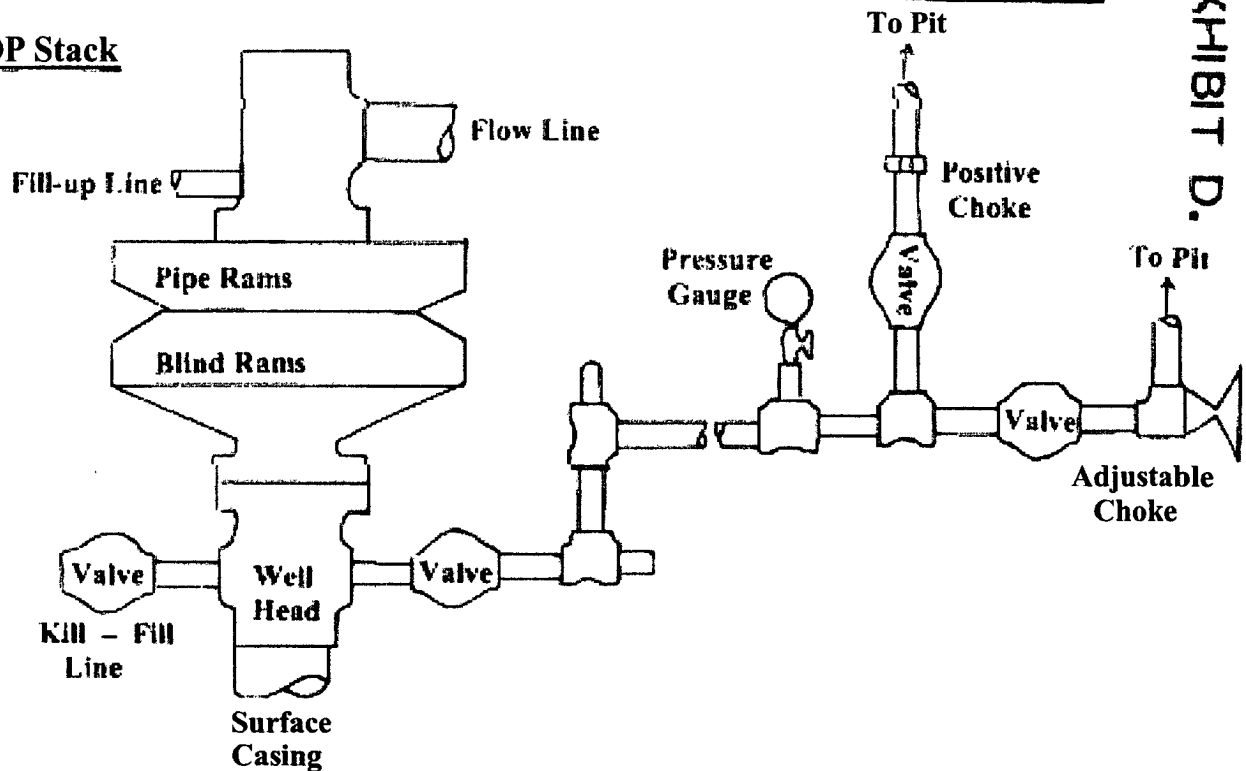 To Pit
OP Stack
XHIBIT D.
Flow Line
Fill-up Line
Positive
Choke
Valve
To Pit
Pressure
Gauge
Pipe Rams
Blind Rams
Valve
Adjustable
Choke
Valve
Well
Head
Valve
Kill – Fill
Line
Surface
Casing